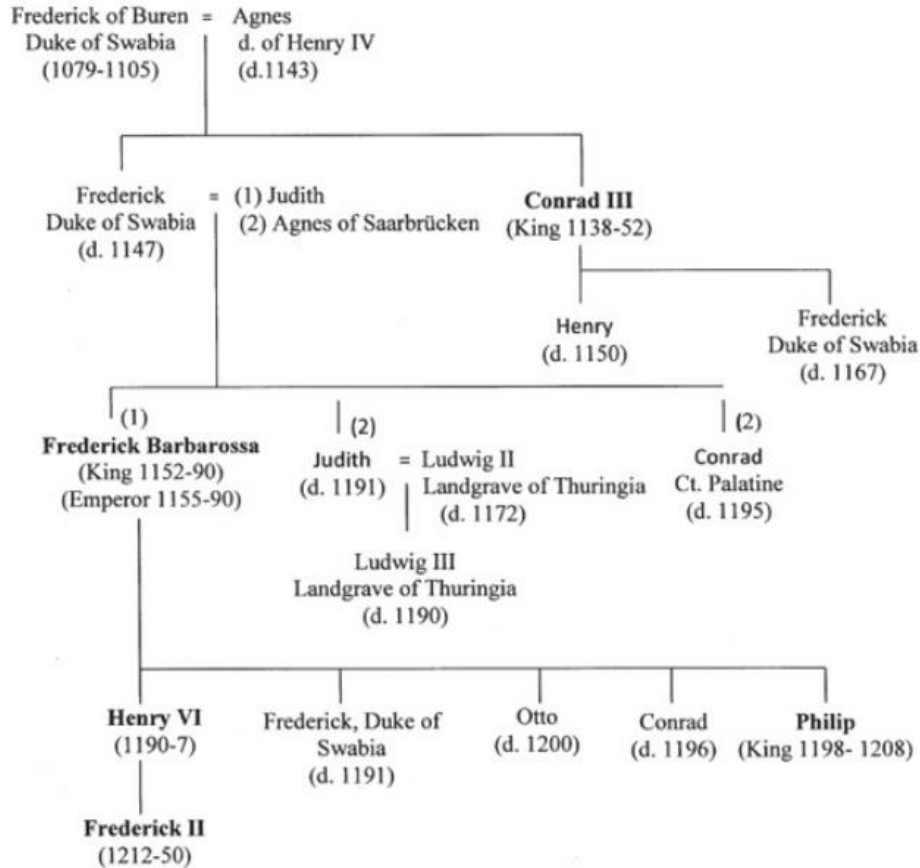 Frederick of Buren = Agnes
Duke of Swabia d. of Henry IV
(1079-1105) (d.1143)
Frederick = (1) Judith
Duke of Swabia (2) Agnes of Saarbrücken
(d. 1147)
Conrad III
(King 1138-52)
Henry
(d. 1150)
Frederick
Duke of Swabia
(d. 1167)
(1)
Frederick Barbarossa
(King 1152-90)
(Emperor 1155-90)
(2)
Judith = Ludwig II
(d. 1191) Landgrave of Thuringia
(d. 1172)
(2)
Conrad
Ct. Palatine
(d. 1195)
Ludwig III
Landgrave of Thuringia
(d. 1190)
Henry VI
(1190-7)
Frederick, Duke of
Swabia
(d. 1191)
Otto
(d. 1200)
Conrad
(d. 1196)
Philip
(King 1198- 1208)
Frederick II
(1212-50)